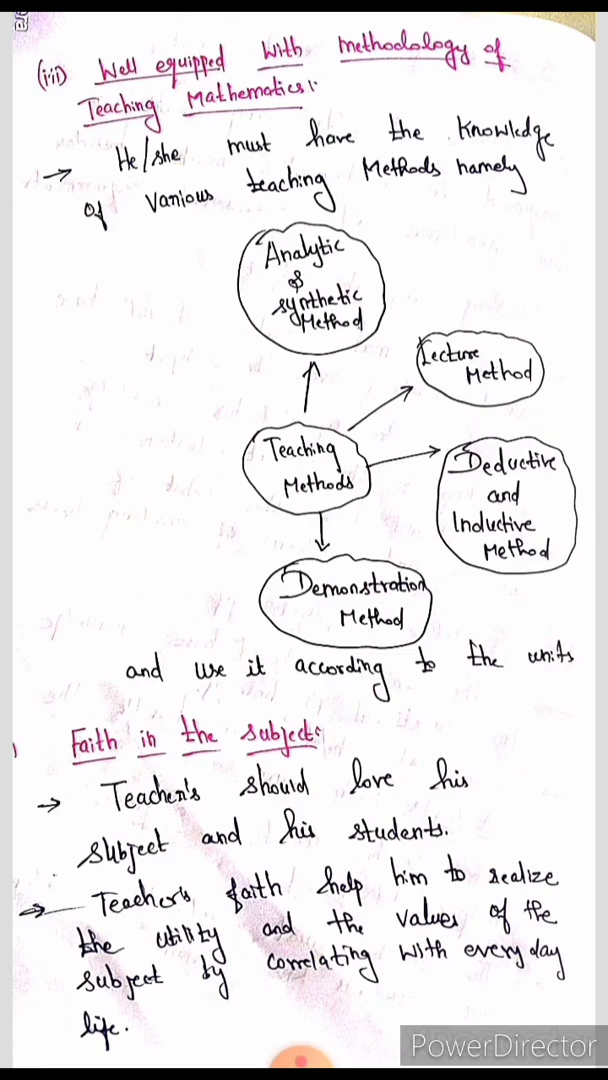 (iii) Well equipped with methodology of
Teaching Mathematics:
→ He/she must have the knowledge
of various teaching Methods namely
Analytic
&
synthetic
Method
Lecture
Method
Teaching
Methods
Deductive
and
Inductive
Method
Demonstration
Method
and use it according to the units
) Faith in the subject:
→ Teacher's should love his
subject and his students.
→ Teacher's faith help him to realize
the utility and the values of the
subject by correlating with everyday
life.
PowerDirector